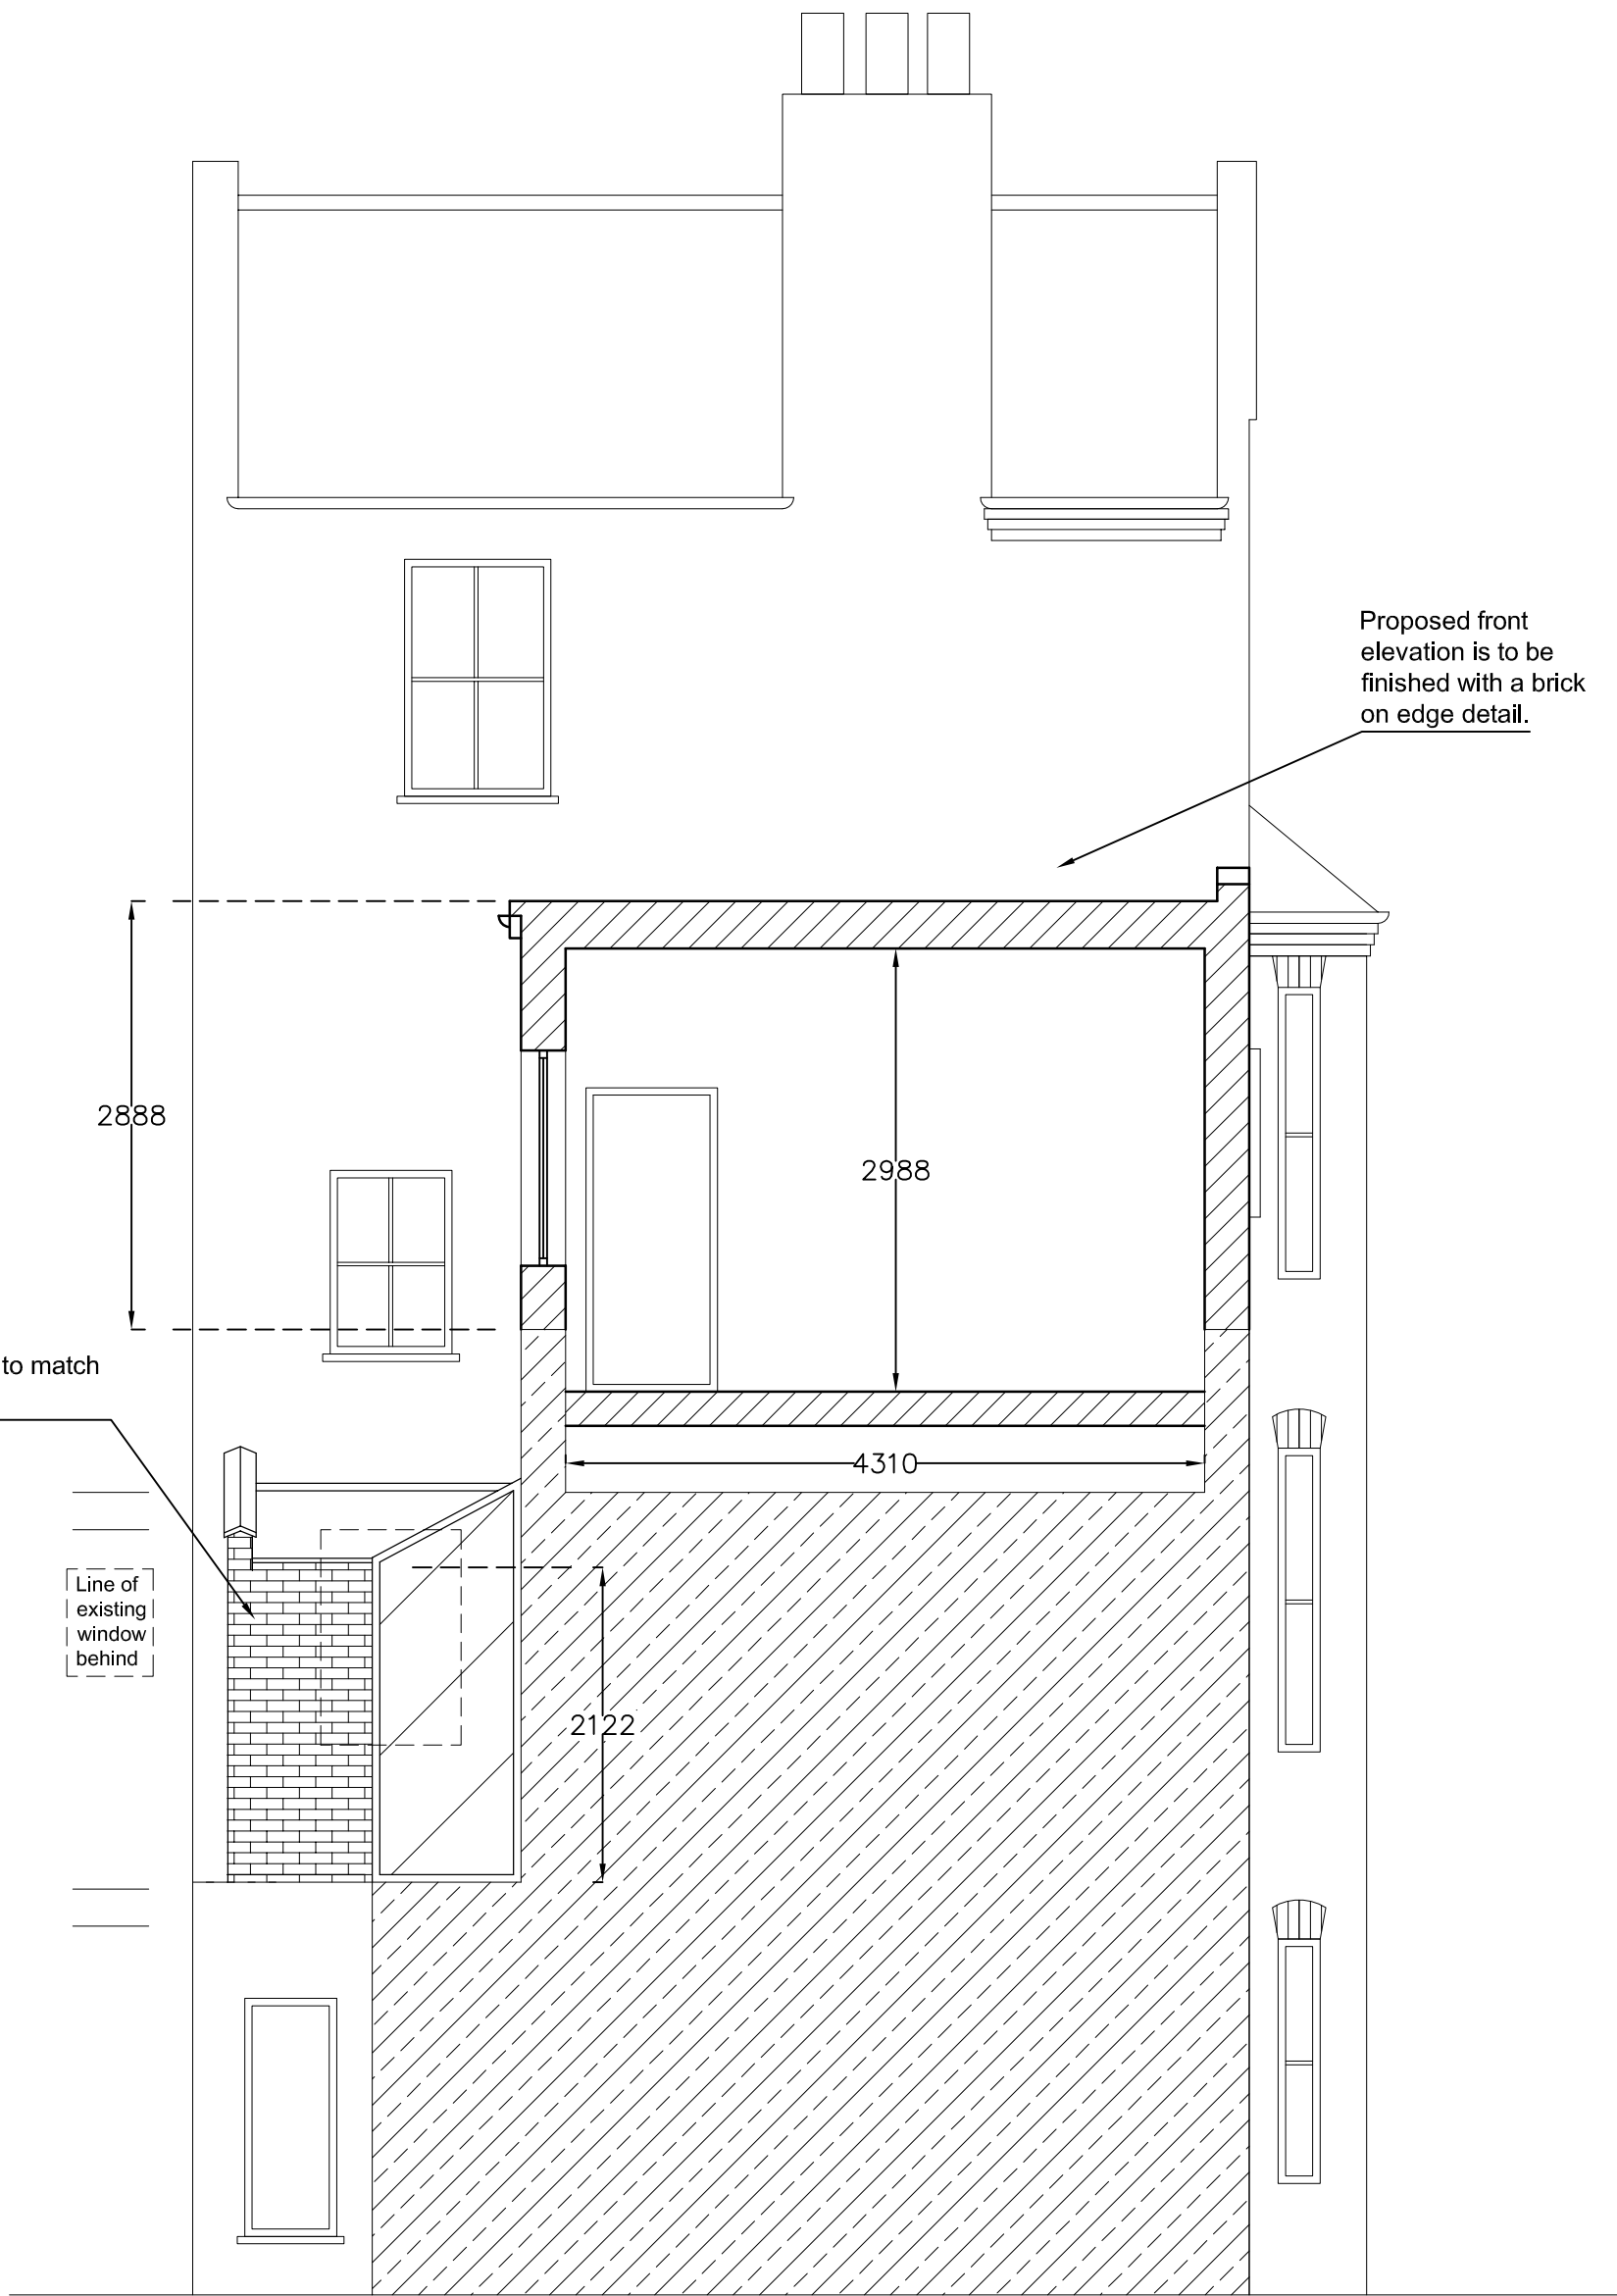 Proposed front
elevation is to be
finished with a brick
on edge detail.
2888
2988
to match
4310
Line of
existing
window
behind
2122